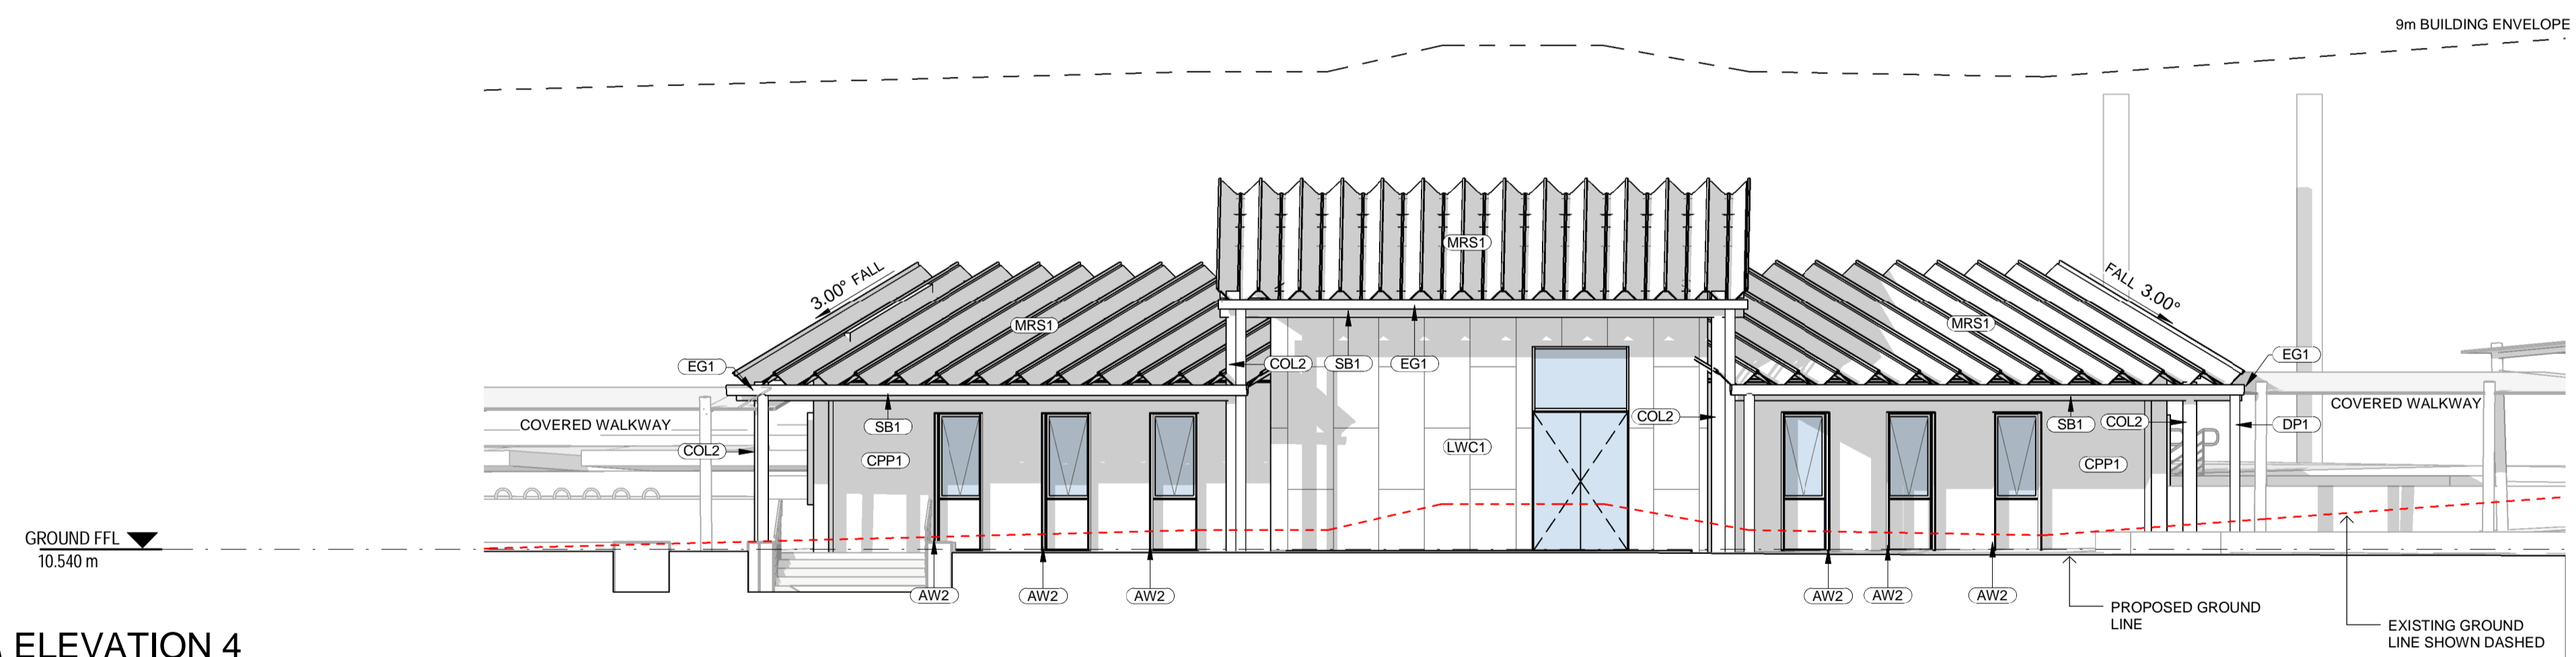 9m BUILDING ENVELOPE
MRS1
3.00° FALL
FALL 3.00°
MRS1
MRS1
EG1
COL2
SB1
EG1
EG1
COVERED WALKWAY
SB1
COL2
SB1
COL2
DP1
COVERED WALKWAY
COL2
CPP1
LWC1
CPP1
GROUND FFL
10.540 m
AW2
AW2
AW2
AW2
AW2
AW2
PROPOSED GROUND
LINE
EXISTING GROUND
LINE SHOWN DASHED
ELEVATION 4